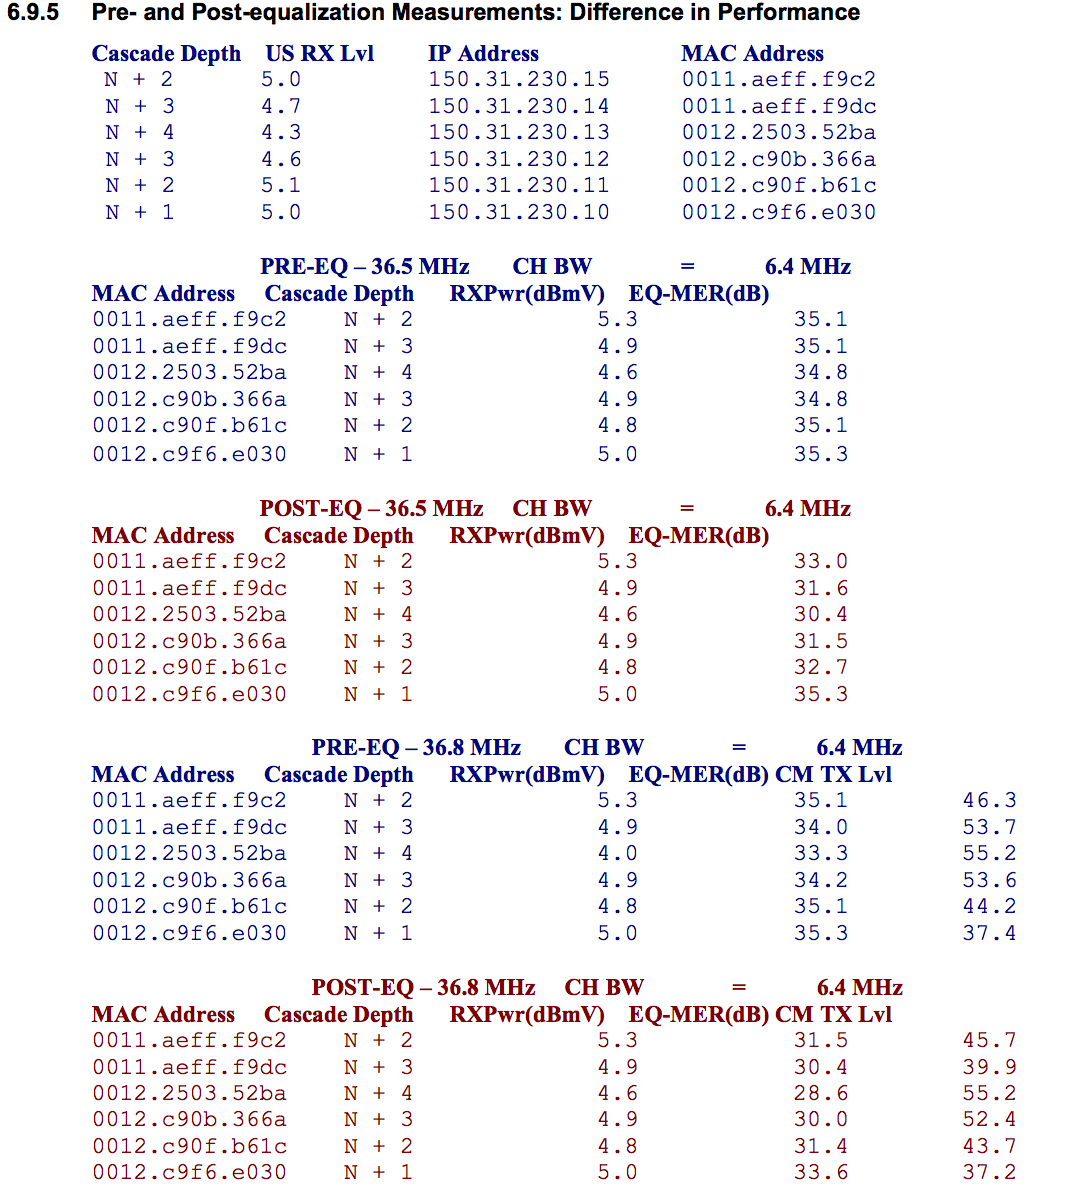 6.9.5 Pre- and Post-equalization Measurements: Difference in Performance
Cascade Depth US RX Lvl IP Address MAC Address
N + 2 5.0 150.31.230.15 0011.aeff.f9c2
N + 3 4.7 150.31.230.14 0011.aeff.f9dc
N + 4 4.3 150.31.230.13 0012.2503.52ba
N + 3 4.6 150.31.230.12 0012.c90b.366a
N + 2 5.1 150.31.230.11 0012.c90f.b61c
N + 1 5.0 150.31.230.10 0012.c9f6.e030
PRE-EQ – 36.5 MHz CH BW = 6.4 MHz
MAC Address Cascade Depth RXPwr(dBmV) EQ-MER(dB)
0011.aeff.f9c2 N + 2 5.3 35.1
0011.aeff.f9dc N + 3 4.9 35.1
0012.2503.52ba N + 4 4.6 34.8
0012.c90b.366a N + 3 4.9 34.8
0012.c90f.b61c N + 2 4.8 35.1
0012.c9f6.e030 N + 1 5.0 35.3
POST-EQ – 36.5 MHz CH BW = 6.4 MHz
MAC Address Cascade Depth RXPwr(dBmV) EQ-MER(dB)
0011.aeff.f9c2 N + 2 5.3 33.0
0011.aeff.f9dc N + 3 4.9 31.6
0012.2503.52ba N + 4 4.6 30.4
0012.c90b.366a N + 3 4.9 31.5
0012.c90f.b61c N + 2 4.8 32.7
0012.c9f6.e030 N + 1 5.0 35.3
PRE-EQ – 36.8 MHz CH BW = 6.4 MHz
MAC Address Cascade Depth RXPwr(dBmV) EQ-MER(dB) CM TX Lvl
0011.aeff.f9c2 N + 2 5.3 35.1 46.3
0011.aeff.f9dc N + 3 4.9 34.0 53.7
0012.2503.52ba N + 4 4.0 33.3 55.2
0012.c90b.366a N + 3 4.9 34.2 53.6
0012.c90f.b61c N + 2 4.8 35.1 44.2
0012.c9f6.e030 N + 1 5.0 35.3 37.4
POST-EQ – 36.8 MHz CH BW = 6.4 MHz
MAC Address Cascade Depth RXPwr(dBmV) EQ-MER(dB) CM TX Lvl
0011.aeff.f9c2 N + 2 5.3 31.5 45.7
0011.aeff.f9dc N + 3 4.9 30.4 39.9
0012.2503.52ba N + 4 4.6 28.6 55.2
0012.c90b.366a N + 3 4.9 30.0 52.4
0012.c90f.b61c N + 2 4.8 31.4 43.7
0012.c9f6.e030 N + 1 5.0 33.6 37.2